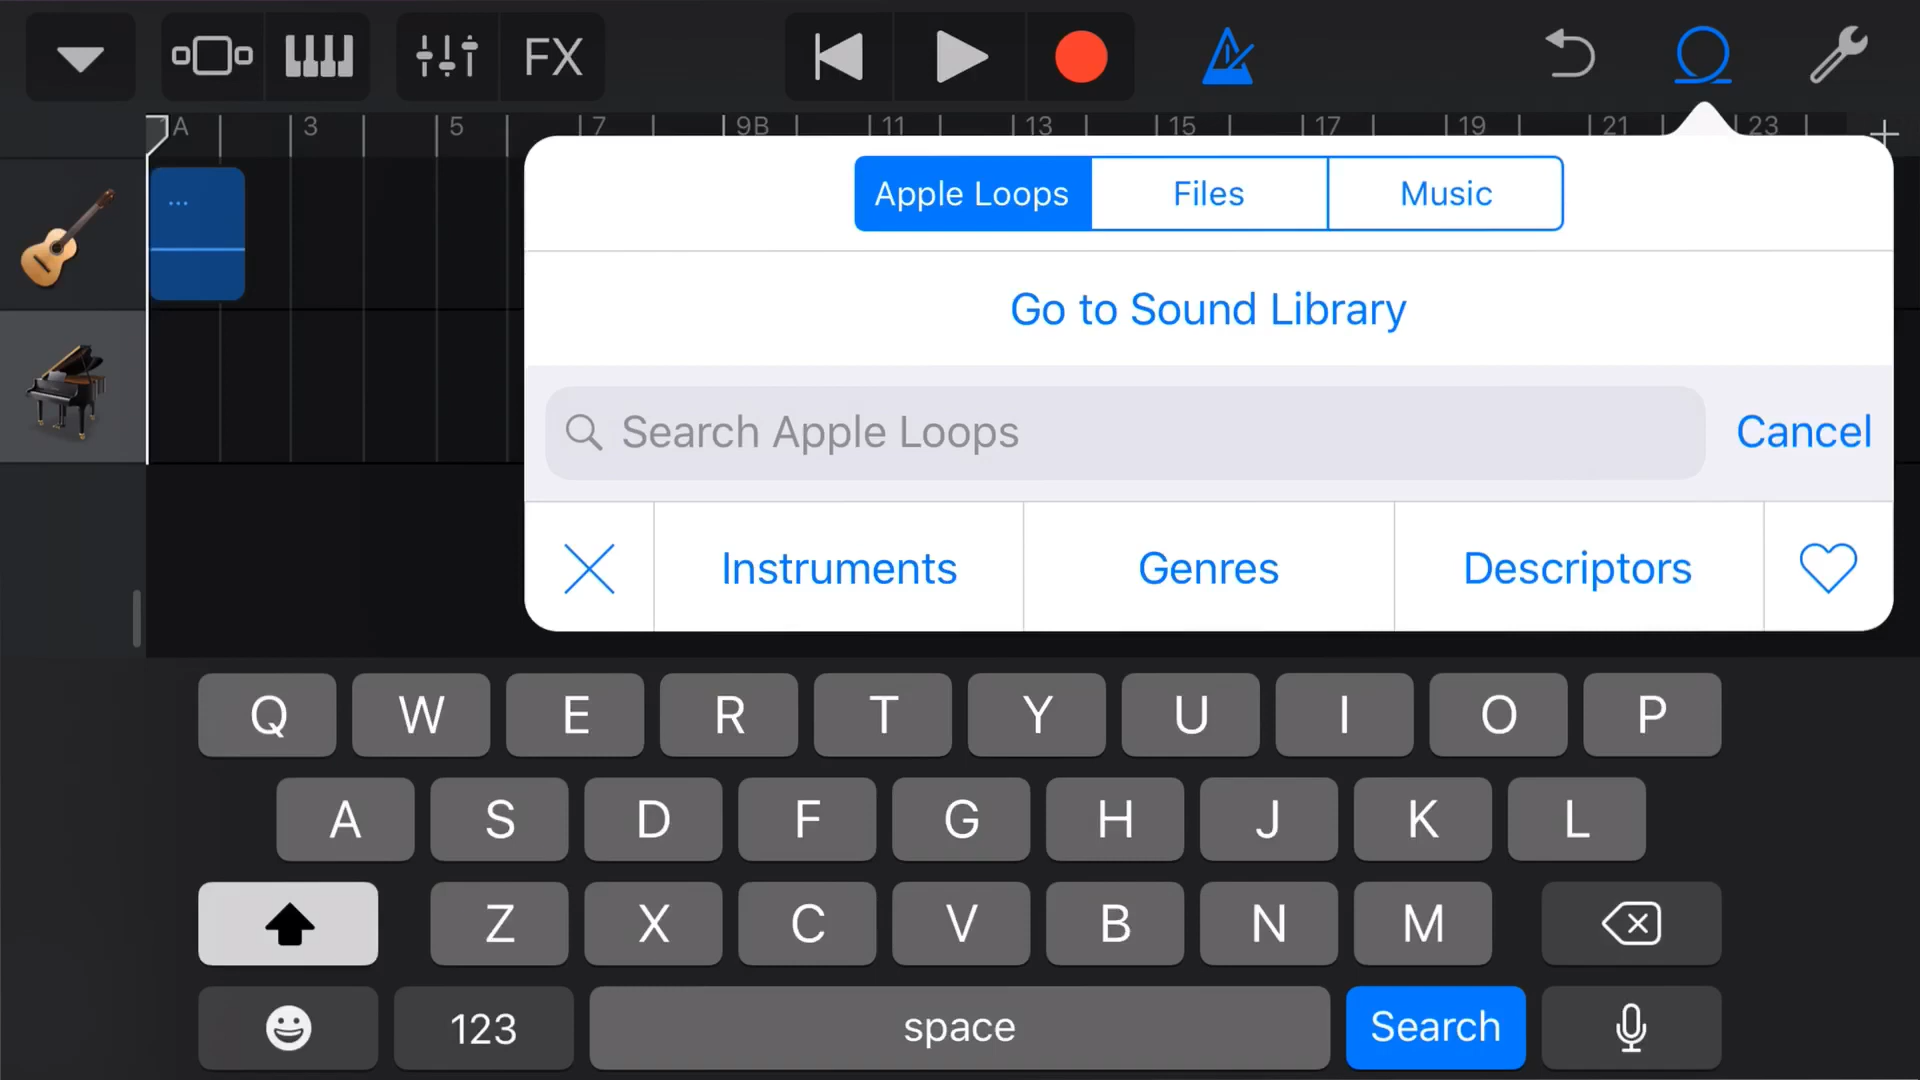 FX
A 3 5 7 9B 11 13 15 17 19 21 23
Apple Loops Files Music
Go to Sound Library
Search Apple Loops Cancel
Instruments Genres Descriptors
Q W E R T Y U I O P
A S D F G H J K L
Z X C V B N M
123 space Search